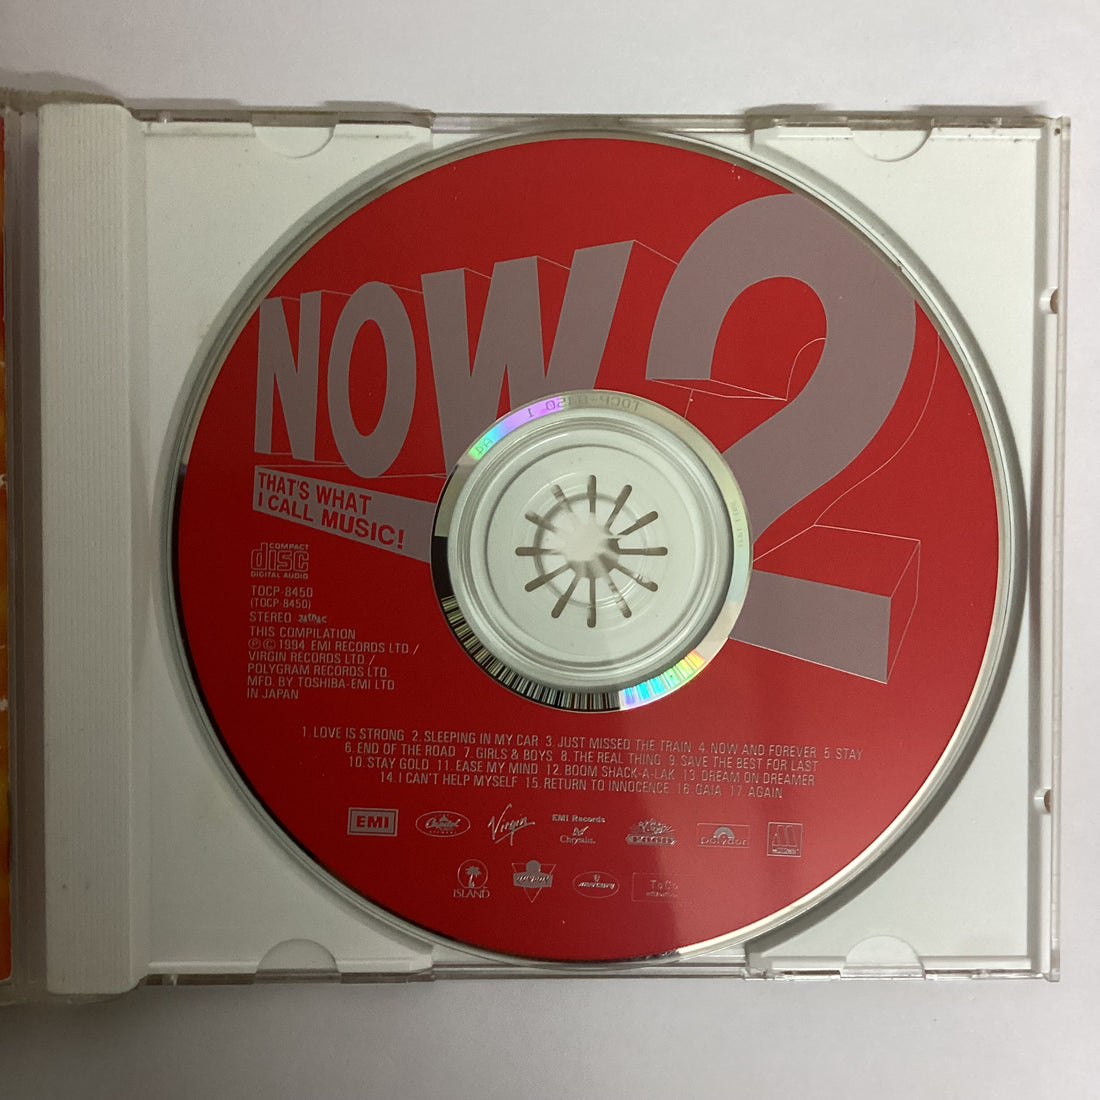 NOW 2
THAT'S WHAT
I CALL MUSIC!
COMPACT
disc
DIGITAL AUDIO
TOCP-8450
(TOCP-8450)
STEREO
THIS COMPILATION
Ⓟ © 1994 EMI RECORDS LTD./
VIRGIN RECORDS LTD./
POLYGRAM RECORDS LTD.
MFD. BY TOSHIBA-EMI LTD
IN JAPAN
1. LOVE IS STRONG 2. SLEEPING IN MY CAR 3. JUST MISSED THE TRAIN 4. NOW AND FOREVER 5. STAY
6. END OF THE ROAD 7. GIRLS & BOYS 8. THE REAL THING 9. SAVE THE BEST FOR LAST
10. STAY GOLD 11. EASE MY MIND 12. BOOM SHACK-A-LAK 13. DREAM ON DREAMER
14. I CAN'T HELP MYSELF 15. RETURN TO INNOCENCE 16. GAIA 17. AGAIN
EMI Capitol Virgin EMI Records Chrysalis. polydor
ISLAND mercury ToCo